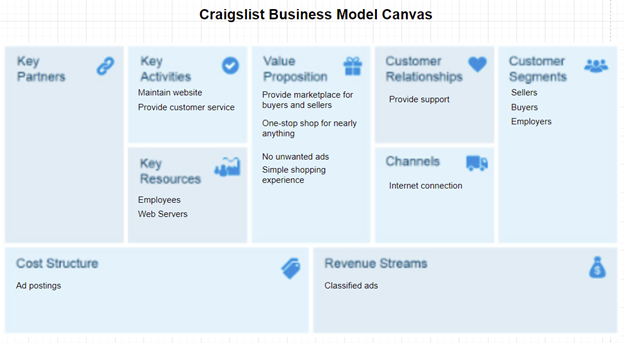 Craigslist Business Model Canvas
Key
Partners
Key
Activities
Maintain website
Provide customer service
Key
Resources
Employees
Web Servers
Value
Proposition
Provide marketplace for
buyers and sellers
One-stop shop for nearly
anything
No unwanted ads
Simple shopping
experience
Customer
Relationships
Provide support
Channels
Internet connection
Customer
Segments
Sellers
Buyers
Employers
Cost Structure
Ad postings
Revenue Streams
Classified ads
$